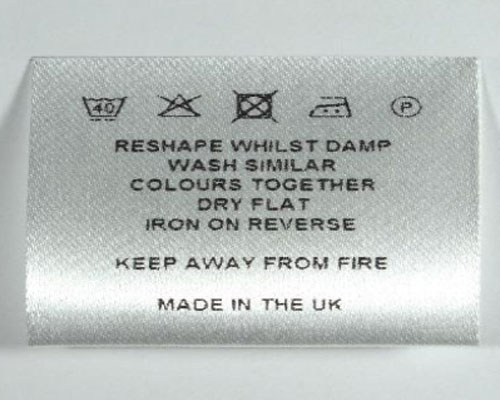 40 P
RESHAPE WHILST DAMP
WASH SIMILAR
COLOURS TOGETHER
DRY FLAT
IRON ON REVERSE
KEEP AWAY FROM FIRE
MADE IN THE UK